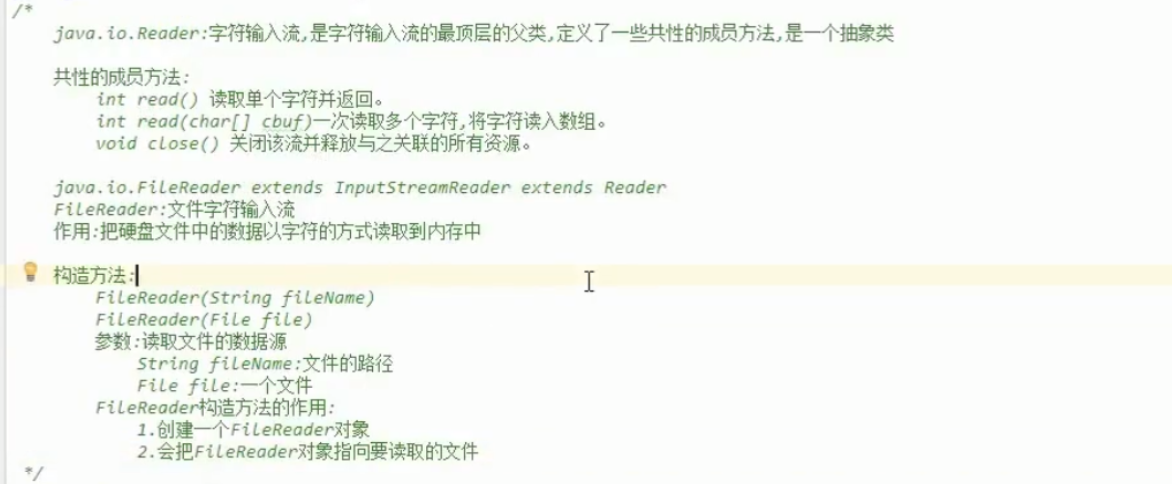 /*
java.io.Reader:字符输入流,是字符输入流的最顶层的父类,定义了一些共性的成员方法,是一个抽象类
共性的成员方法:
int read() 读取单个字符并返回。
int read(char[] cbuf)一次读取多个字符,将字符读入数组。
void close() 关闭该流并释放与之关联的所有资源。
java.io.FileReader extends InputStreamReader extends Reader
FileReader:文件字符输入流
作用:把硬盘文件中的数据以字符的方式读取到内存中
构造方法:
FileReader(String fileName)
FileReader(File file)
参数:读取文件的数据源
String fileName:文件的路径
File file:一个文件
FileReader构造方法的作用:
1.创建一个FileReader对象
2.会把FileReader对象指向要读取的文件
*/